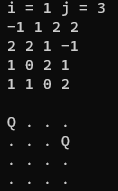 i = 1 j = 3
-1 1 2 2
2 2 1 -1
1 0 2 1
1 1 0 2

Q . . .
. . . Q
. . . .
. . . .